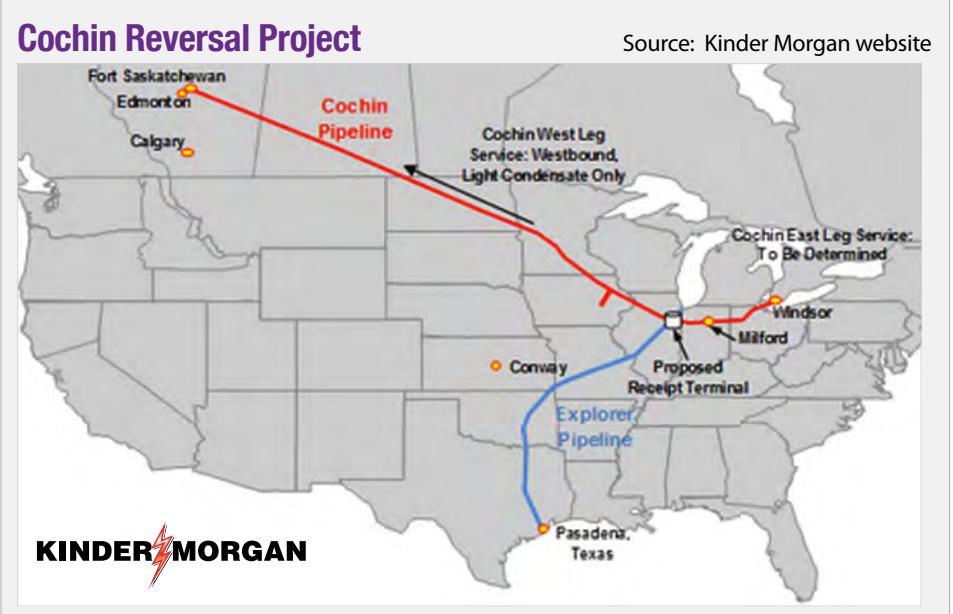 Cochin Reversal Project
Source: Kinder Morgan website
Fort Saskatchewan
Edmonton
Calgary
Cochin
Pipeline
Cochin West Leg
Service: Westbound,
Light Condensate Only
Cochin East Leg Service:
To Be Determined
Windsor
Milford
Proposed
Receipt Terminal
Conway
Explorer
Pipeline
Pasadena,
Texas
KINDER MORGAN